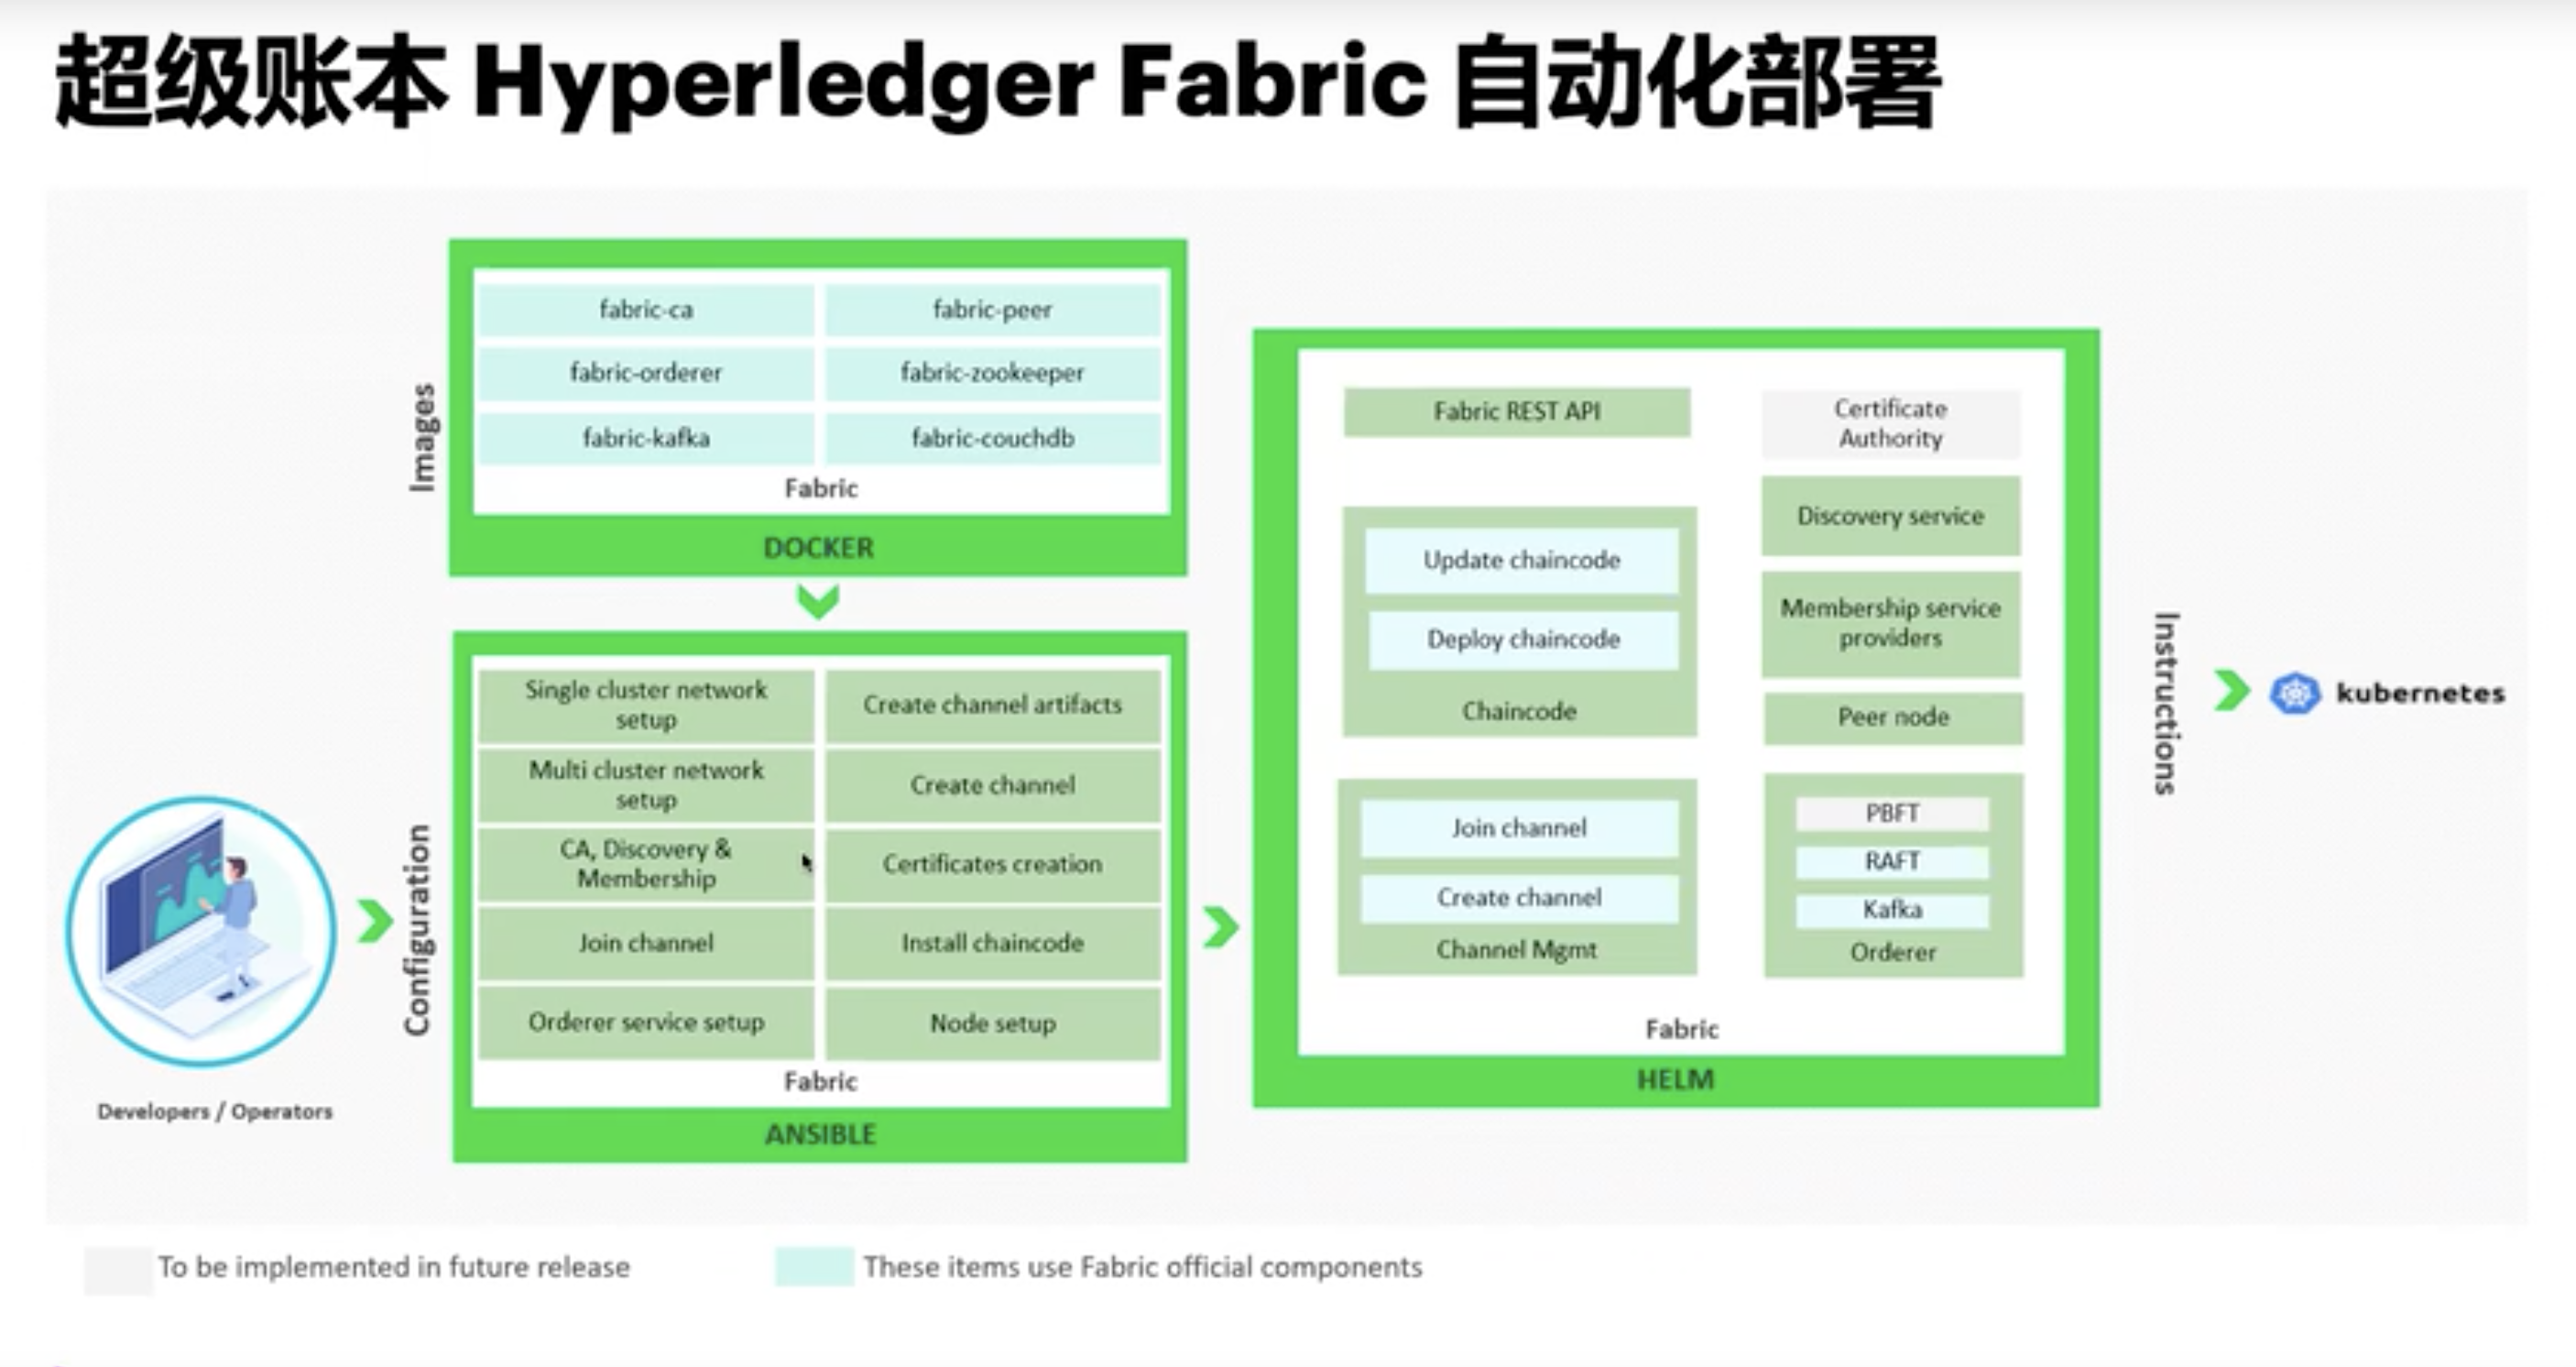 超级账本 Hyperledger Fabric 自动化部署
Images
fabric-ca
fabric-peer
fabric-orderer
fabric-zookeeper
fabric-kafka
fabric-couchdb
Fabric
DOCKER
Developers / Operators
Configuration
Single cluster network
setup
Create channel artifacts
Multi cluster network
setup
Create channel
CA, Discovery &
Membership
Certificates creation
Join channel
Install chaincode
Orderer service setup
Node setup
Fabric
ANSIBLE
Fabric REST API
Update chaincode
Deploy chaincode
Chaincode
Join channel
Create channel
Channel Mgmt
Certificate
Authority
Discovery service
Membership service
providers
Peer node
PBFT
RAFT
Kafka
Orderer
Fabric
HELM
Instructions
kubernetes
To be implemented in future release
These items use Fabric official components